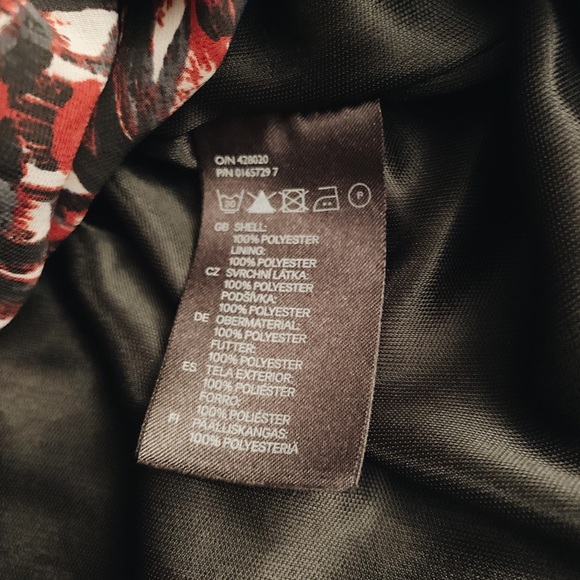 O/N 428020
P/N 0165729 7
30 P
GB SHELL:
100% POLYESTER
LINING:
100% POLYESTER
CZ SVRCHNÍ LÁTKA:
100% POLYESTER
PODŠÍVKA:
100% POLYESTER
DE OBERMATERIAL:
100% POLYESTER
FUTTER:
100% POLYESTER
ES TELA EXTERIOR:
100% POLIÉSTER
FORRO:
100% POLIÉSTER
FI PÄÄLLISKANGAS:
100% POLYESTERIÄ